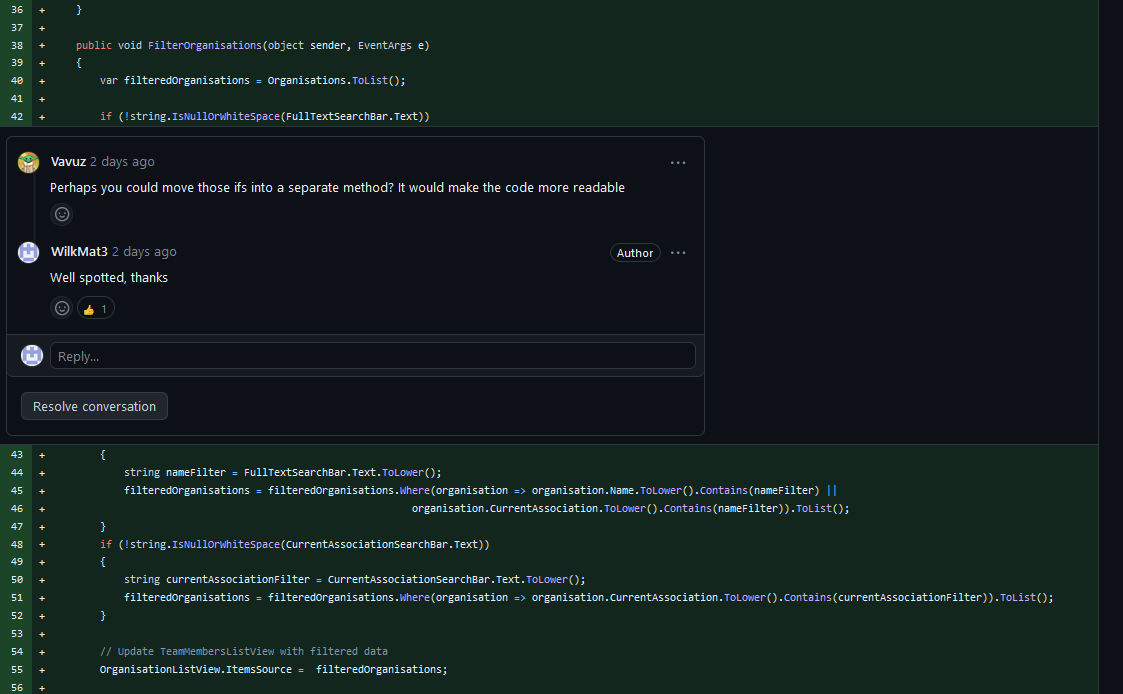 36 + }
37 +
38 + public void FilterOrganisations(object sender, EventArgs e)
39 + {
40 + var filteredOrganisations = Organisations.ToList();
41 +
42 + if (!string.IsNullOrWhiteSpace(FullTextSearchBar.Text))
Vavuz 2 days ago
Perhaps you could move those ifs into a separate method? It would make the code more readable
WilkMat3 2 days ago Author
Well spotted, thanks
1
Reply...
Resolve conversation
43 + {
44 + string nameFilter = FullTextSearchBar.Text.ToLower();
45 + filteredOrganisations = filteredOrganisations.Where(organisation => organisation.Name.ToLower().Contains(nameFilter) ||
46 + organisation.CurrentAssociation.ToLower().Contains(nameFilter)).ToList();
47 + }
48 + if (!string.IsNullOrWhiteSpace(CurrentAssociationSearchBar.Text))
49 + {
50 + string currentAssociationFilter = CurrentAssociationSearchBar.Text.ToLower();
51 + filteredOrganisations = filteredOrganisations.Where(organisation => organisation.CurrentAssociation.ToLower().Contains(currentAssociationFilter)).ToList();
52 + }
53 +
54 + // Update TeamMembersListView with filtered data
55 + OrganisationListView.ItemsSource =  filteredOrganisations;
56 +